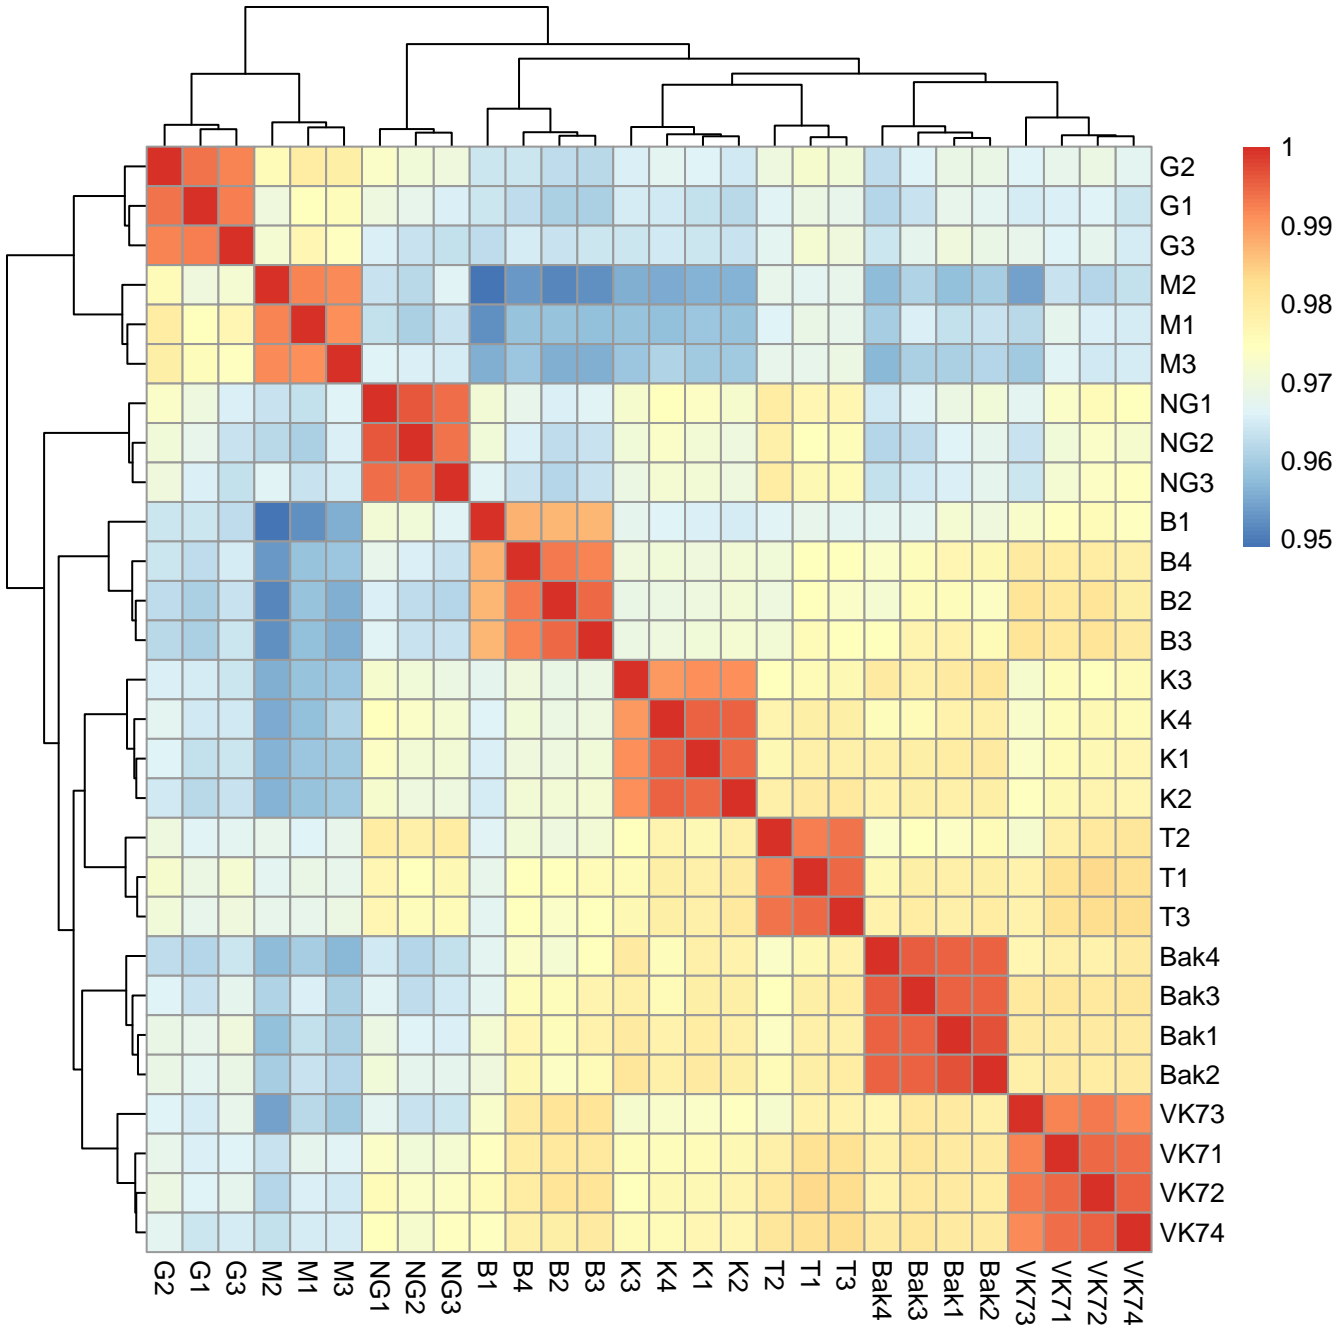 1
G2
0.99
G1
G3
0.98
M2
M1
M3
0.97
NG1
NG2
0.96
NG3
B1
0.95
B4
B2
B3
K3
K4
K1
K2
T2
T1
T3
Bak4
Bak3
Bak1
Bak2
VK73
VK71
VK72
VK74
G2 G1 G3 M2 M1 M3 NG1 NG2 NG3 B1 B4 B2 B3 K3 K4 K1 K2 T2 T1 T3 Bak4 Bak3 Bak1 Bak2 VK73 VK71 VK72 VK74